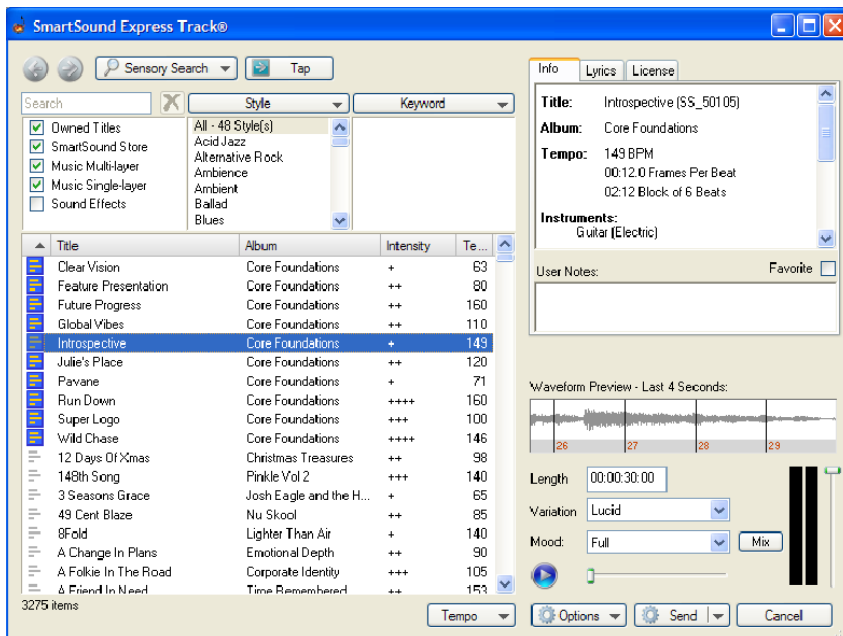 SmartSound Express Track®
Sensory Search
Tap
Search
Style
Keyword
Owned Titles
SmartSound Store
Music Multi-layer
Music Single-layer
Sound Effects
All - 48 Style(s)
Acid Jazz
Alternative Rock
Ambience
Ambient
Ballad
Blues
Title Album Intensity Te...
Clear Vision Core Foundations + 63
Feature Presentation Core Foundations ++ 80
Future Progress Core Foundations ++ 160
Global Vibes Core Foundations ++ 110
Introspective Core Foundations + 149
Julie's Place Core Foundations ++ 120
Pavane Core Foundations + 71
Run Down Core Foundations ++++ 160
Super Logo Core Foundations +++ 100
Wild Chase Core Foundations ++++ 146
12 Days Of Xmas Christmas Treasures ++ 98
148th Song Pinkle Vol 2 +++ 140
3 Seasons Grace Josh Eagle and the H... + 65
49 Cent Blaze Nu Skool ++ 85
8Fold Lighter Than Air + 140
A Change In Plans Emotional Depth ++ 90
A Folkie In The Road Corporate Identity +++ 105
A Friend In Need Time Remembered ++ 153
3275 items
Tempo
Info Lyrics License
Title: Introspective (SS_50105)
Album: Core Foundations
Tempo: 149 BPM
00:12.0 Frames Per Beat
02:12 Block of 6 Beats
Instruments:
Guitar (Electric)
User Notes: Favorite
Waveform Preview - Last 4 Seconds:
26 27 28 29
Length 00:00:30:00
Variation Lucid
Mood: Full Mix
Options Send Cancel